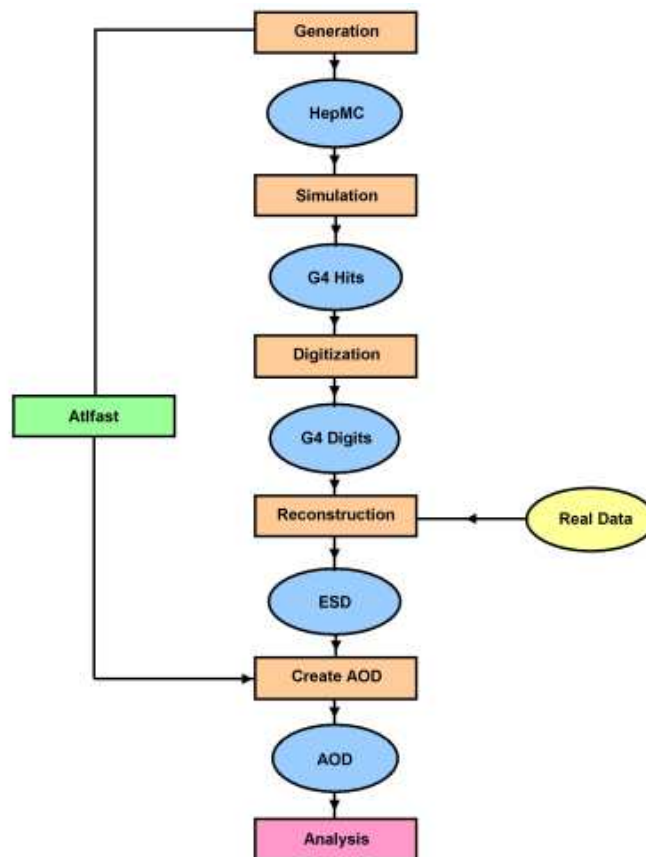 Generation
HepMC
Simulation
G4 Hits
Digitization
Atlfast
G4 Digits
Reconstruction
Real Data
ESD
Create AOD
AOD
Analysis